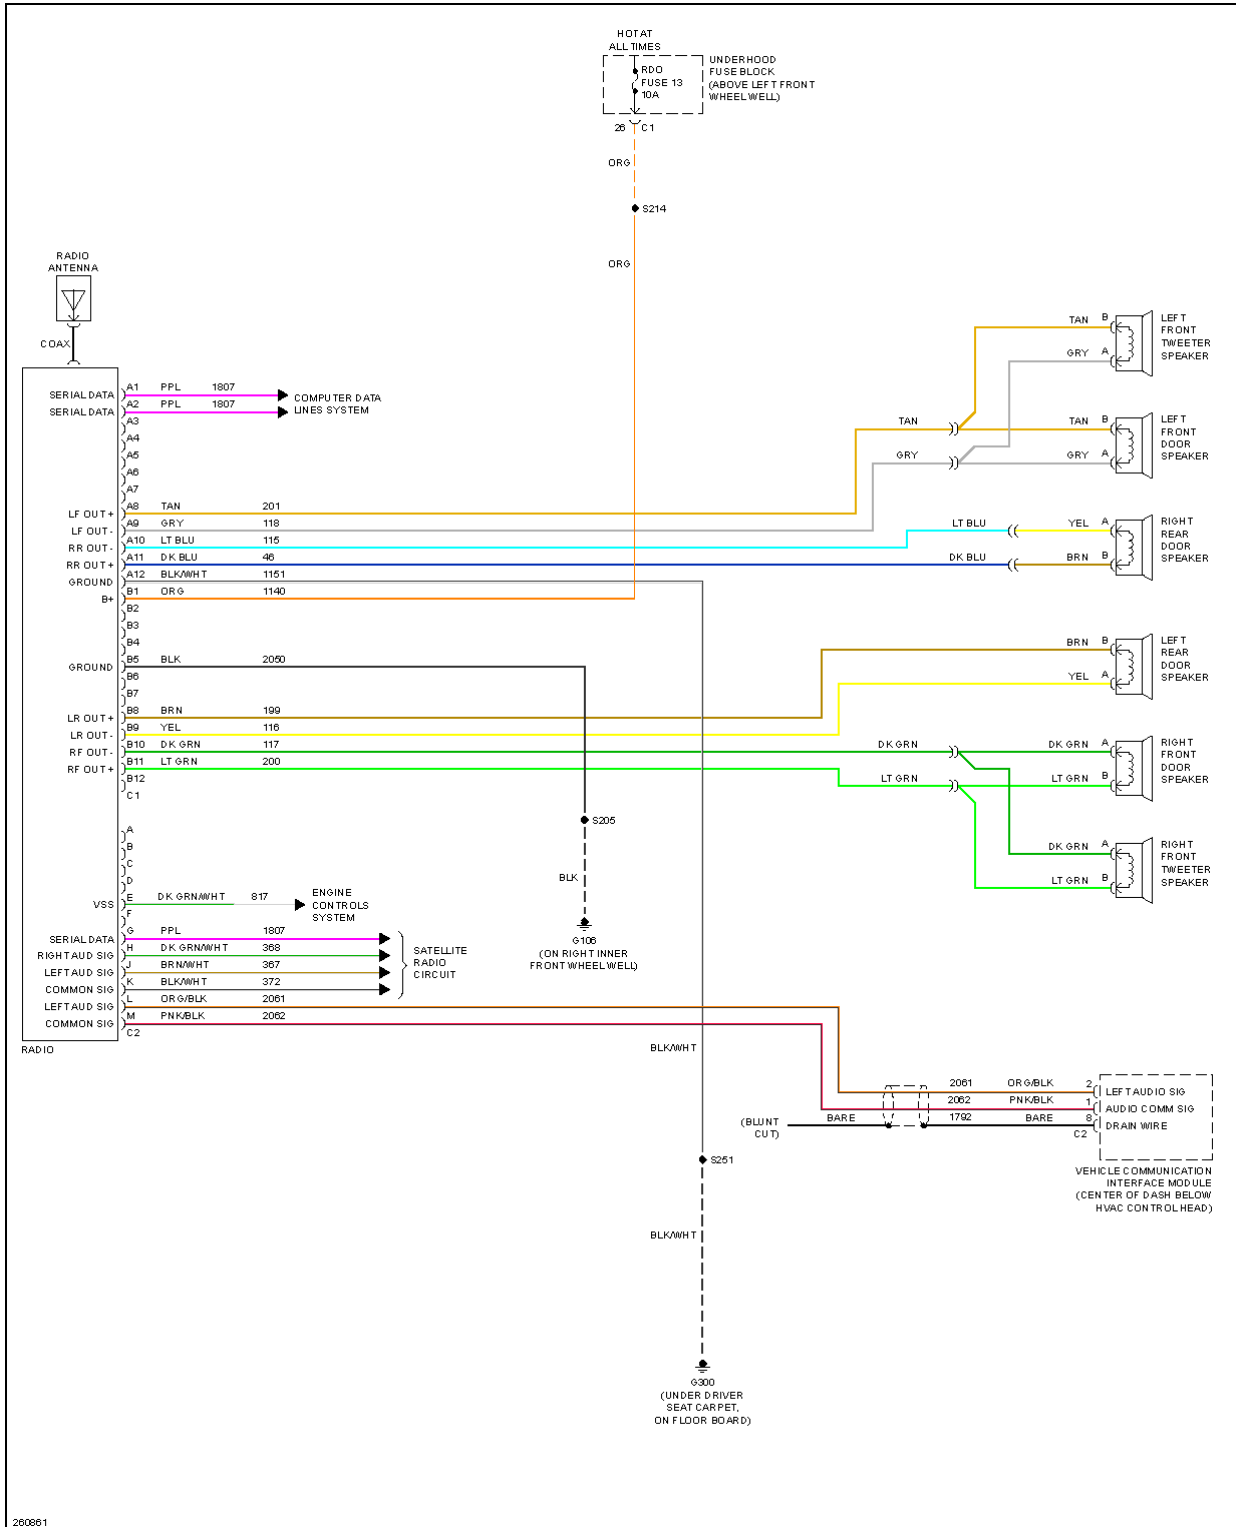 HOT AT
ALL TIMES
RDO
FUSE 13
10A
UNDERHOOD
FUSE BLOCK
(ABOVE LEFT FRONT
WHEEL WELL)
26 C1
ORG
S214
ORG
RADIO
ANTENNA
COAX
SERIAL DATA A1 PPL 1807
SERIAL DATA A2 PPL 1807
COMPUTER DATA
LINES SYSTEM
A3
A4
A5
A6
A7
LF OUT+ A8 TAN 201
LF OUT- A9 GRY 118
RR OUT- A10 LT BLU 115
RR OUT+ A11 DK BLU 46
GROUND A12 BLK/WHT 1151
B+ B1 ORG 1140
B2
B3
B4
GROUND B5 BLK 2050
B6
B7
LR OUT+ B8 BRN 199
LR OUT- B9 YEL 116
RF OUT- B10 DK GRN 117
RF OUT+ B11 LT GRN 200
B12
C1
A
B
C
D
VSS E DK GRN/WHT 817
ENGINE
CONTROLS
SYSTEM
F
SERIAL DATA G PPL 1807
RIGHT AUD SIG H DK GRN/WHT 368
LEFT AUD SIG J BRN/WHT 367
COMMON SIG K BLK/WHT 372
SATELLITE
RADIO
CIRCUIT
LEFT AUD SIG L ORG/BLK 2061
COMMON SIG M PNK/BLK 2062
C2
RADIO
TAN B
GRY A
LEFT
FRONT
TWEETER
SPEAKER
TAN TAN B
GRY GRY A
LEFT
FRONT
DOOR
SPEAKER
LT BLU YEL A
DK BLU BRN B
RIGHT
REAR
DOOR
SPEAKER
BRN B
YEL A
LEFT
REAR
DOOR
SPEAKER
DK GRN DK GRN A
LT GRN LT GRN B
RIGHT
FRONT
DOOR
SPEAKER
DK GRN A
LT GRN B
RIGHT
FRONT
TWEETER
SPEAKER
S205
BLK
G106
(ON RIGHT INNER
FRONT WHEEL WELL)
BLK/WHT
2061 ORG/BLK 2 LEFT AUDIO SIG
2062 PNK/BLK 1 AUDIO COMM SIG
(BLUNT
CUT)
BARE 1792 BARE 8 DRAIN WIRE
C2
VEHICLE COMMUNICATION
INTERFACE MODULE
(CENTER OF DASH BELOW
HVAC CONTROL HEAD)
S251
BLK/WHT
G300
(UNDER DRIVER
SEAT CARPET,
ON FLOOR BOARD)
260861